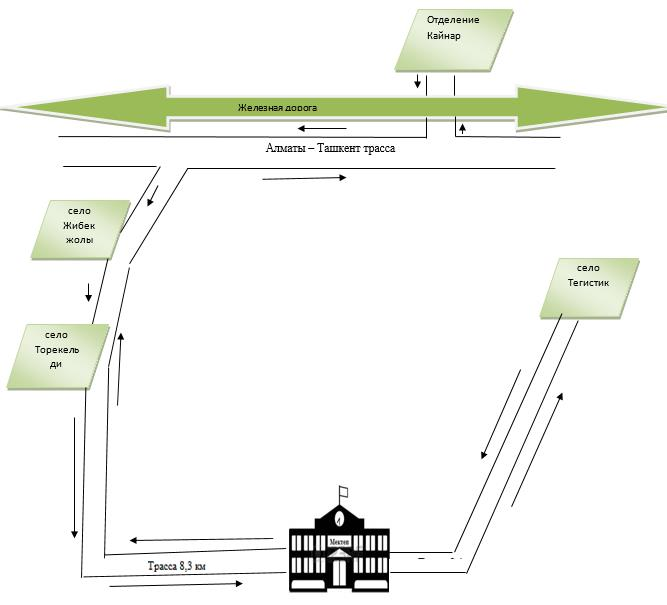 Отделение
Кайнар
Железная дорога
Алматы – Ташкент трасса
село
Жибек
жолы
село
Тегистик
село
Торекель
ди
Мектеп
Трасса 8,3 км